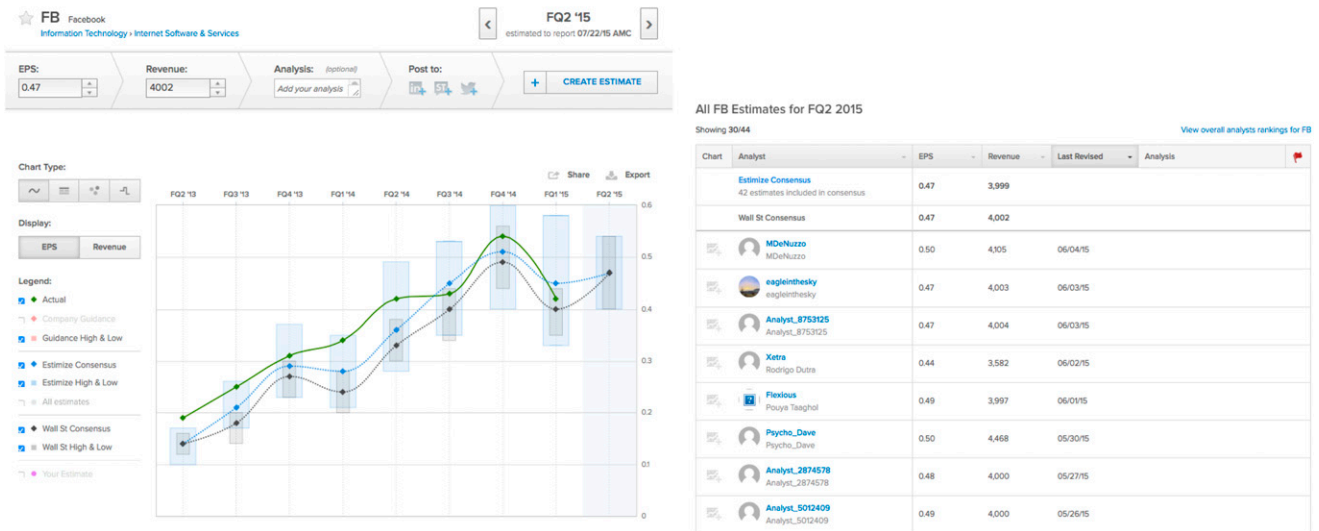 FB Facebook
Information Technology › Internet Software & Services
FQ2 '15
estimated to report 07/22/15 AMC
EPS:
0.47
Revenue:
4002
Analysis: (optional)
Add your analysis
Post to:
+ CREATE ESTIMATE
Chart Type:
Display:
EPS Revenue
Legend:
Actual
Company Guidance
Guidance High & Low
Estimize Consensus
Estimize High & Low
All estimates
Wall St Consensus
Wall St High & Low
Your Estimate
Share Export
FQ2 '13 FQ3 '13 FQ4 '13 FQ1 '14 FQ2 '14 FQ3 '14 FQ4 '14 FQ1 '15 FQ2 '15
0.6
0.5
0.4
0.3
0.2
0.1
0
All FB Estimates for FQ2 2015
Showing 30/44
View overall analysts rankings for FB
Chart Analyst EPS Revenue Last Revised Analysis
Estimize Consensus
42 estimates included in consensus
0.47 3,999
Wall St Consensus 0.47 4,002
MDeNuzzo
MDeNuzzo
0.50 4,105 06/04/15
eagleinthesky
eagleinthesky
0.47 4,003 06/03/15
Analyst_8753125
Analyst_8753125
0.47 4,004 06/03/15
Xetra
Rodrigo Dutra
0.44 3,582 06/02/15
Flexious
Pouya Taaghol
0.49 3,997 06/01/15
Psycho_Dave
Psycho_Dave
0.50 4,468 05/30/15
Analyst_2874578
Analyst_2874578
0.48 4,000 05/27/15
Analyst_5012409
Analyst_5012409
0.49 4,000 05/26/15